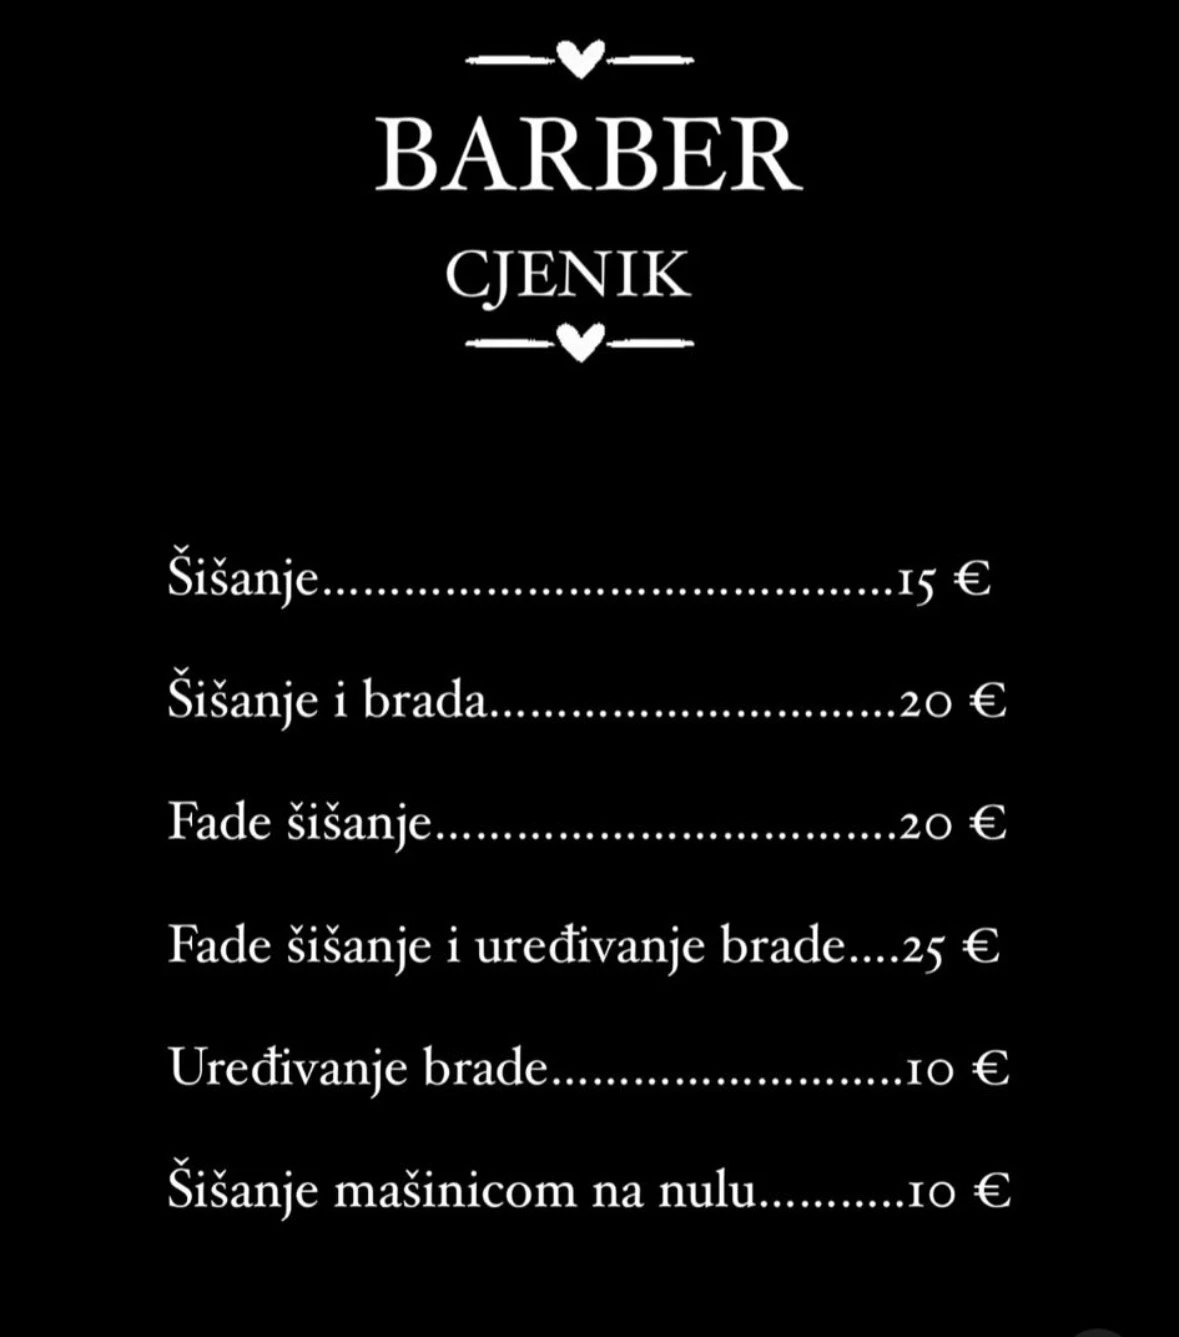 BARBER
CJENIK
Šišanje..........................................15 €
Šišanje i brada..............................20 €
Fade šišanje..................................20 €
Fade šišanje i uređivanje brade....25 €
Uređivanje brade..........................10 €
Šišanje mašinicom na nulu...........10 €